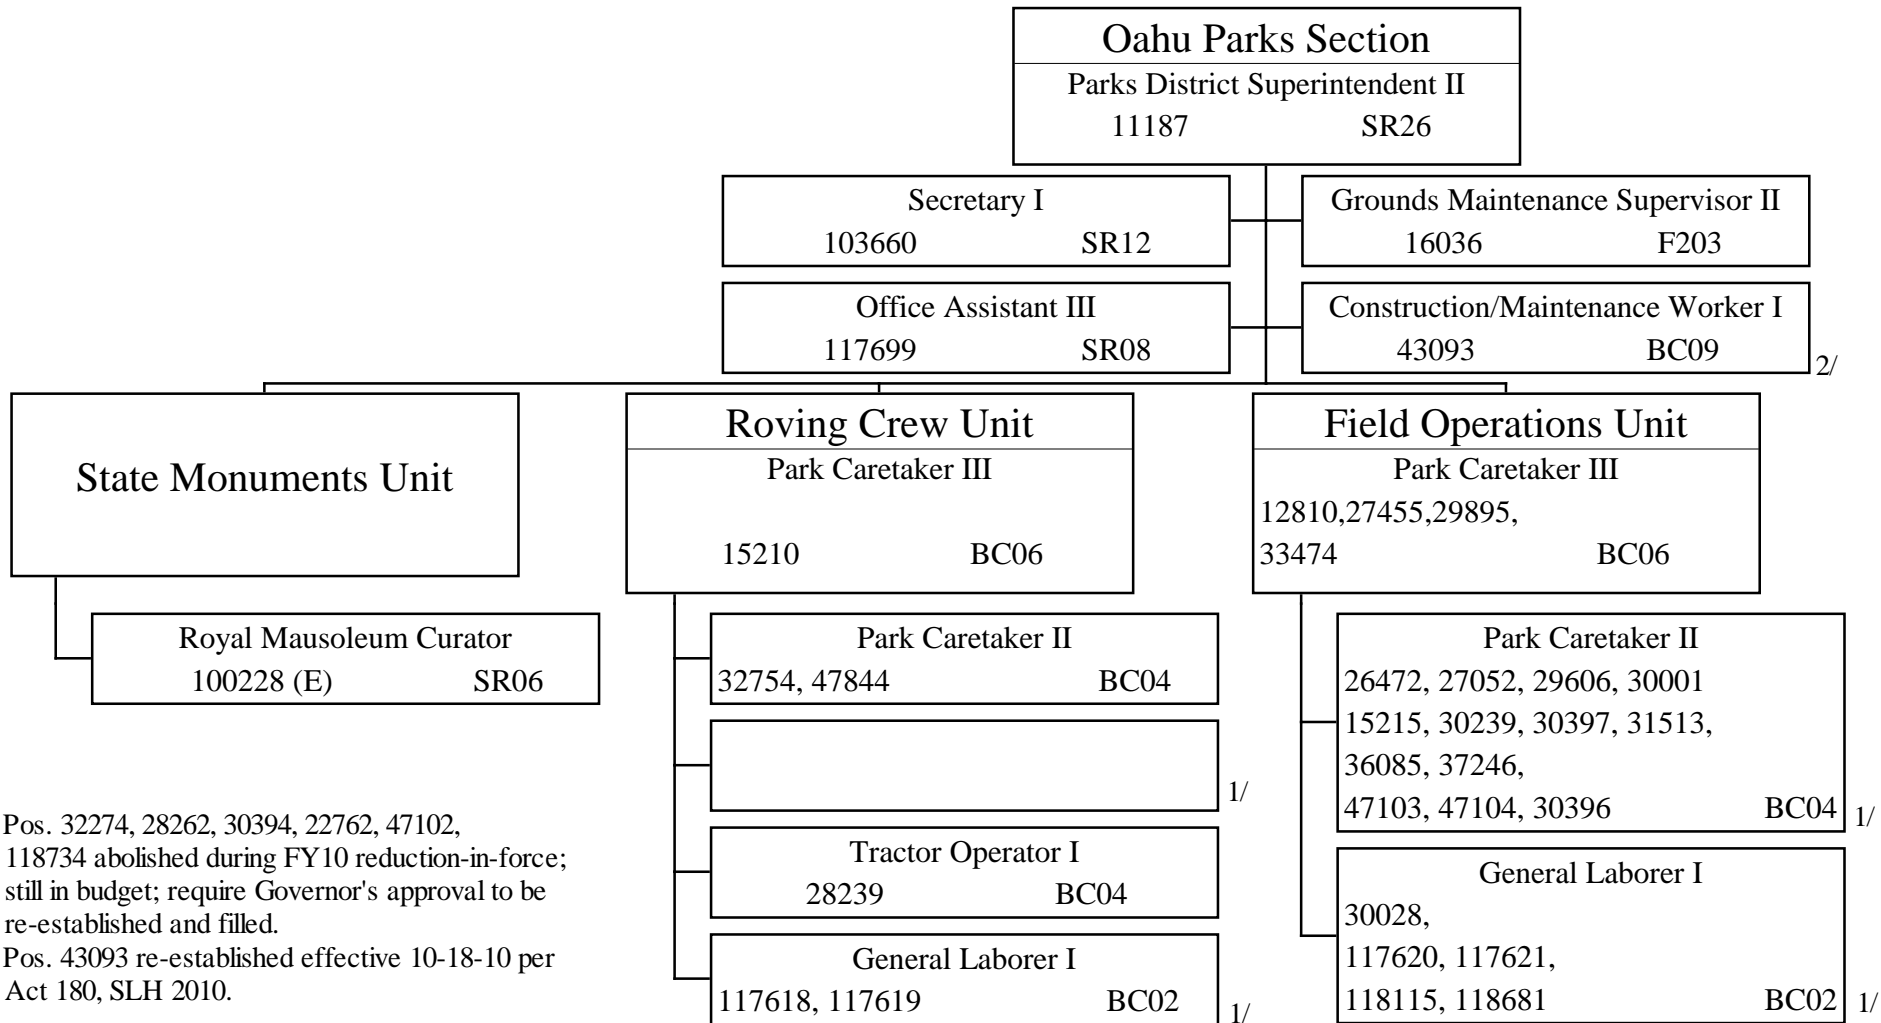 Oahu Parks Section
Parks District Superintendent II
11187 SR26
Secretary I
103660 SR12
Grounds Maintenance Supervisor II
16036 F203
Office Assistant III
117699 SR08
Construction/Maintenance Worker I
43093 BC09
2/
State Monuments Unit
Royal Mausoleum Curator
100228 (E) SR06
Roving Crew Unit
Park Caretaker III
15210 BC06
Park Caretaker II
32754, 47844 BC04
1/
Tractor Operator I
28239 BC04
General Laborer I
117618, 117619 BC02
1/
Field Operations Unit
Park Caretaker III
12810,27455,29895,
33474 BC06
Park Caretaker II
26472, 27052, 29606, 30001
15215, 30239, 30397, 31513,
36085, 37246,
47103, 47104, 30396 BC04
1/
General Laborer I
30028,
117620, 117621,
118115, 118681 BC02
1/
Pos. 32274, 28262, 30394, 22762, 47102,
118734 abolished during FY10 reduction-in-force;
still in budget; require Governor's approval to be
re-established and filled.
Pos. 43093 re-established effective 10-18-10 per
Act 180, SLH 2010.